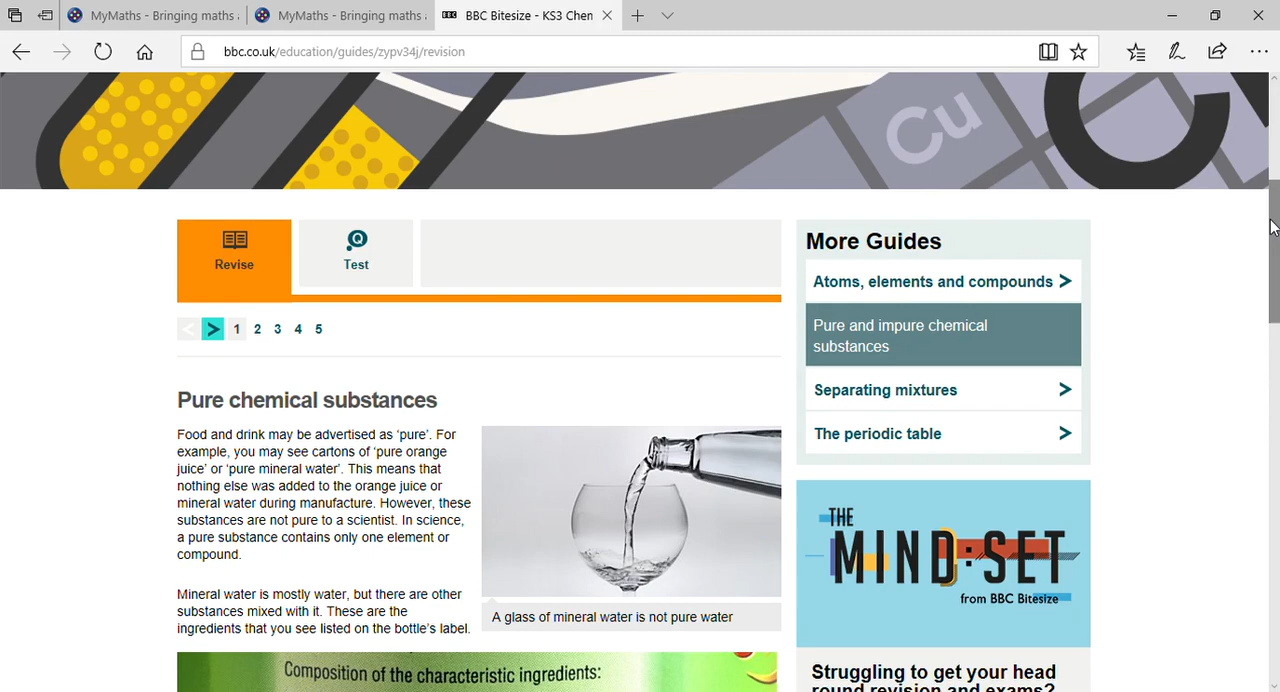 MyMaths - Bringing maths
MyMaths - Bringing maths
BBC Bitesize - KS3 Chen
bbc.co.uk/education/guides/zypv34j/revision
Cu
Revise
Test
1 2 3 4 5
Pure chemical substances
Food and drink may be advertised as ‘pure’. For
example, you may see cartons of ‘pure orange
juice’ or ‘pure mineral water’. This means that
nothing else was added to the orange juice or
mineral water during manufacture. However, these
substances are not pure to a scientist. In science,
a pure substance contains only one element or
compound.
Mineral water is mostly water, but there are other
substances mixed with it. These are the
ingredients that you see listed on the bottle’s label.
A glass of mineral water is not pure water
Composition of the characteristic ingredients:
More Guides
Atoms, elements and compounds
Pure and impure chemical
substances
Separating mixtures
The periodic table
THE
MIND:SET
from BBC Bitesize
Struggling to get your head
round revision and exams?